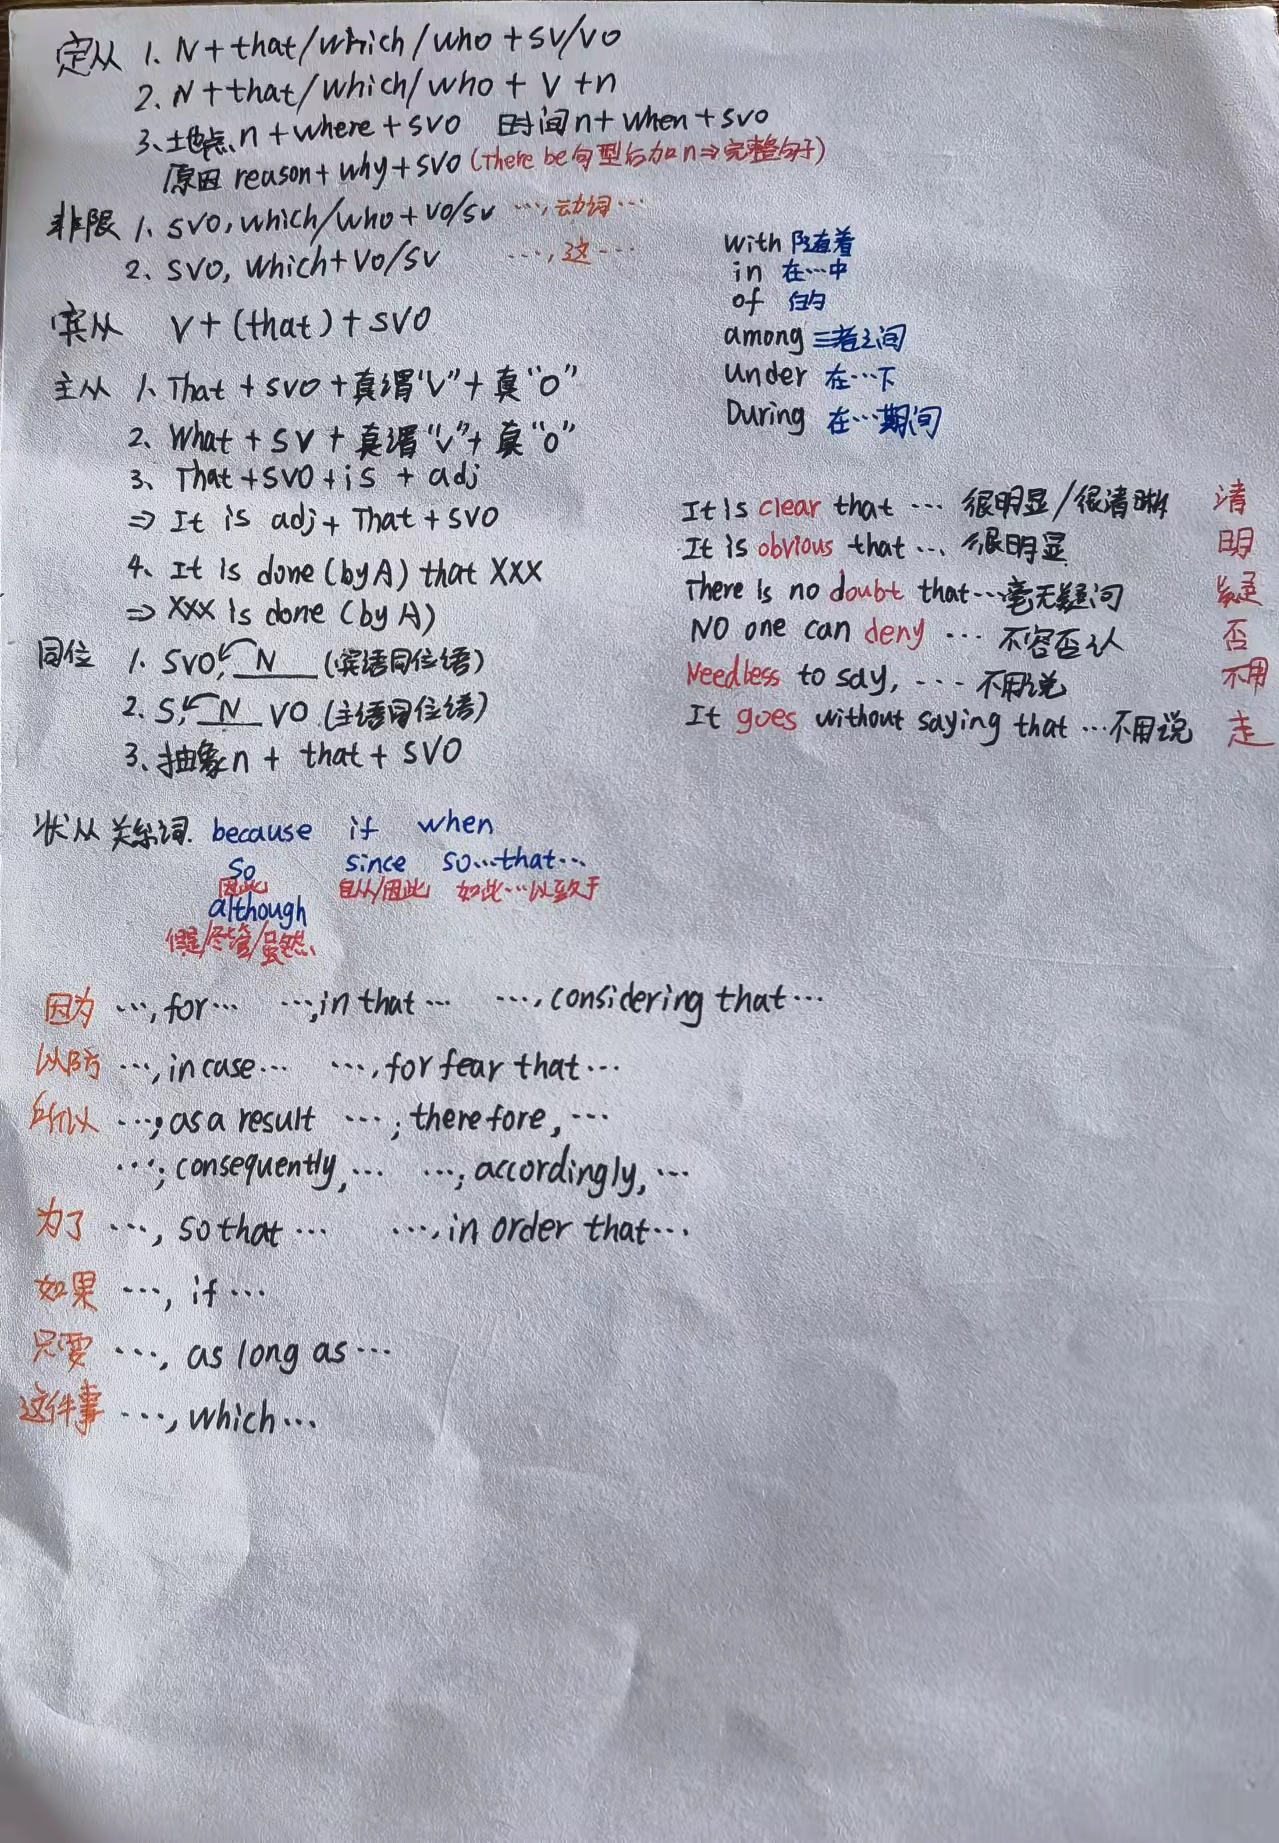 定从 1. N+that/which/who+SV/VO
2. N+that/which/who+V+n
3、地点、n+where+SVO 时间n+when+SVO
原因 reason+why+SVO (There be句型后加n⇒完整句子)
非限 1、SVO, which/who+VO/SV …,动词…
2. SVO, which+VO/SV …,这…
宾从 V+(that)+SVO
主从 1、That+SVO+真谓"V"+真"O"
2、What+SV+真谓"V"+真"O"
3、That+SVO+is+adj
⇒ It is adj+That+SVO
4、It is done (by A) that XXX
⇒ XXX is done (by A)
同位 1. SVO, N (宾语同位语)
2. S, N VO (主语同位语)
3、抽象n+that+SVO
with 随着
in 在…中
of 的
among 三者之间
under 在…下
During 在…期间
It is clear that … 很明显/很清晰 清
It is obvious that … 很明显 明
There is no doubt that…毫无疑问 疑
NO one can deny … 不容否认 否
Needless to say, … 不用说 不用
It goes without saying that …不用说 走
状从 关系词. because if when
so since so…that…
因此 自从/因此 如此…以致于
although
但是/尽管/虽然、
因为 …, for… …, in that … …, considering that…
以防 …, in case… …, for fear that…
所以 …; as a result …; therefore, …
…; consequently, … …; accordingly, …
为了 …, so that … …, in order that…
如果 …, if…
只要 …, as long as…
这件事 …, which…